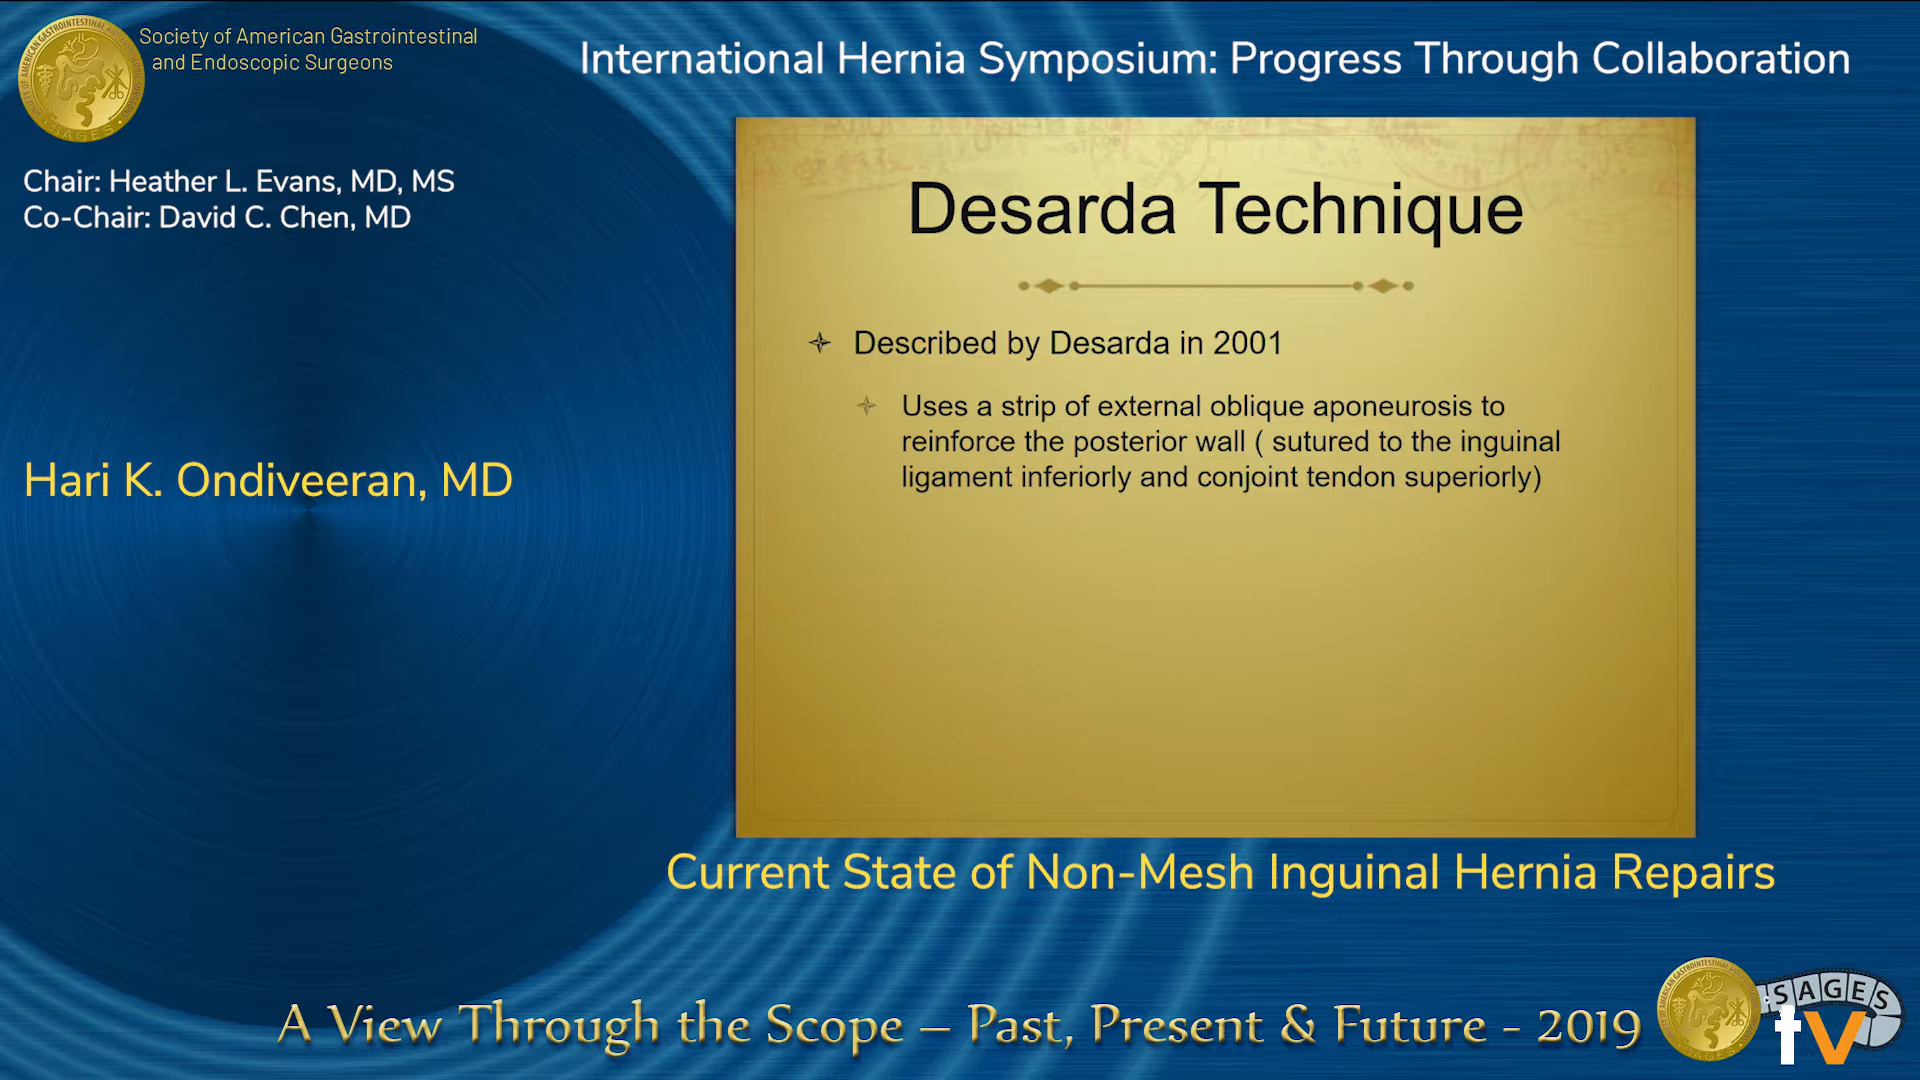 Society of American Gastrointestinal
and Endoscopic Surgeons
International Hernia Symposium: Progress Through Collaboration
Chair: Heather L. Evans, MD, MS
Co-Chair: David C. Chen, MD
Hari K. Ondiveeran, MD
Desarda Technique
Described by Desarda in 2001
Uses a strip of external oblique aponeurosis to
reinforce the posterior wall ( sutured to the inguinal
ligament inferiorly and conjoint tendon superiorly)
Current State of Non-Mesh Inguinal Hernia Repairs
A View Through the Scope – Past, Present & Future - 2019
SAGES
tv